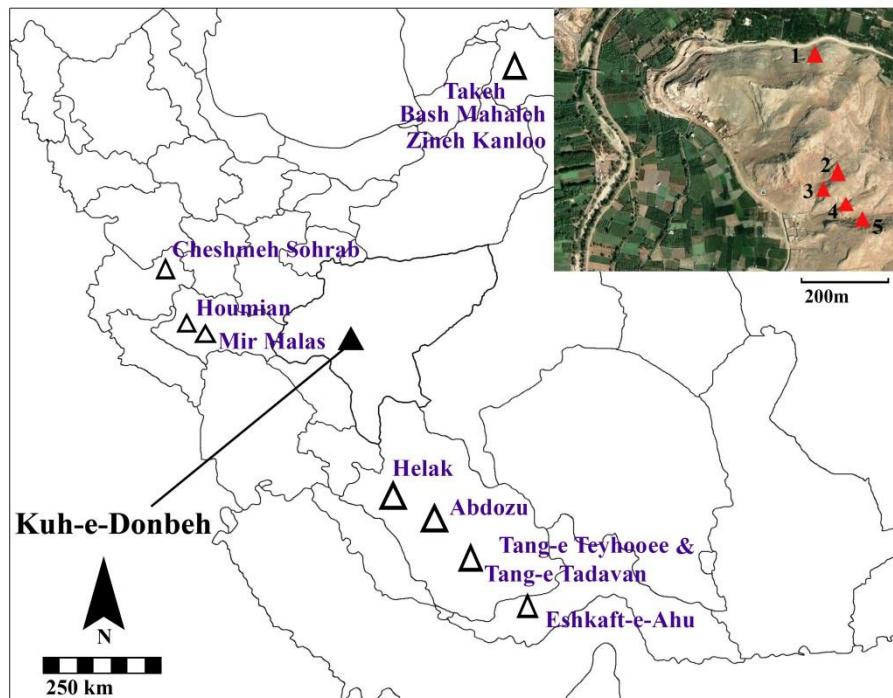 Takeh
Bash Mahaleh
Zineh Kanloo
Cheshmeh Sohrab
Houmian
Mir Malas
Helak
Abdozu
Tang-e Teyhooee &
Tang-e Tadavan
Eshkaft-e-Ahu
Kuh-e-Donbeh
N
250 km
1
2
3
4
5
200m